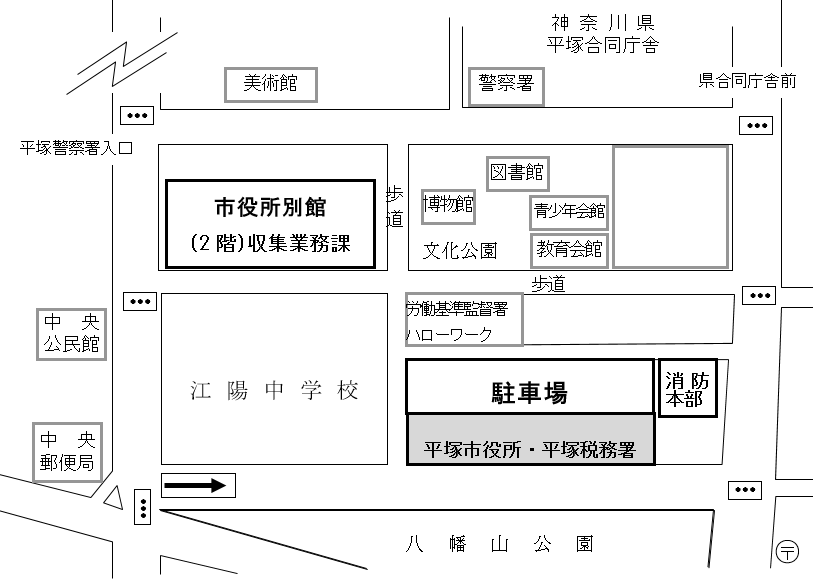 神奈川県
平塚合同庁舎
美術館
警察署
県合同庁舎前
平塚警察署入口
市役所別館
(2階)収集業務課
歩道
図書館
博物館
青少年会館
教育会館
文化公園
歩道
中央
公民館
労働基準監督署
ハローワーク
江陽中学校
駐車場
消防
本部
平塚市役所・平塚税務署
中央
郵便局
八幡山公園
〒